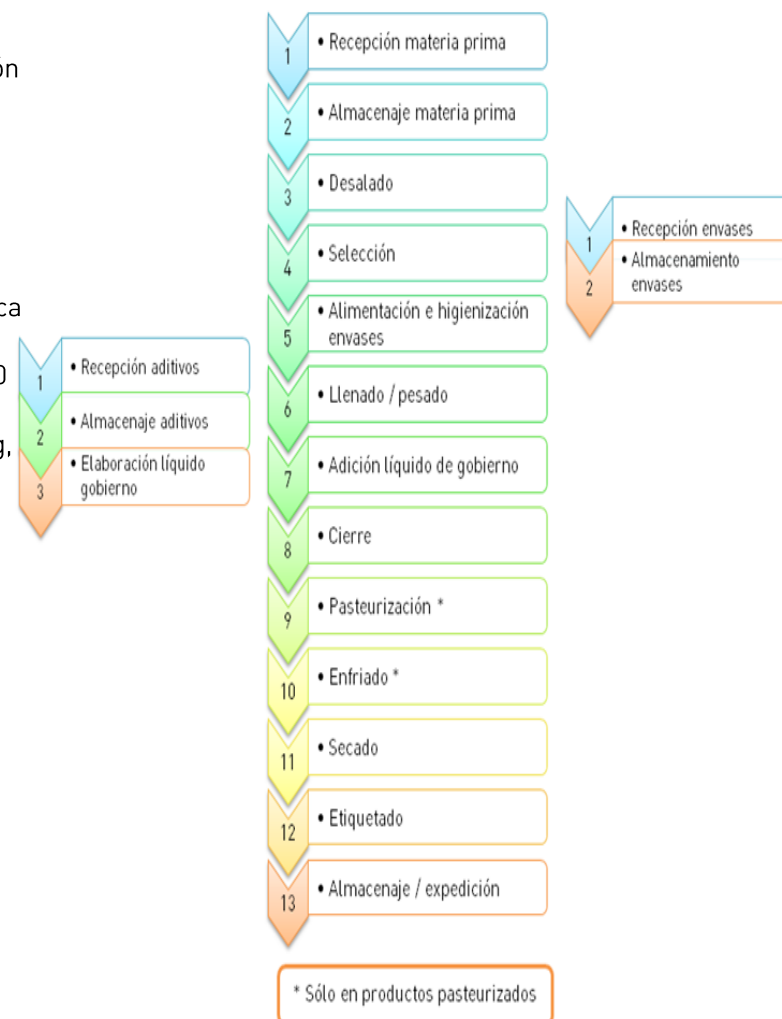 ón
ca
0
g,
1
• Recepción aditivos
2
• Almacenaje aditivos
3
• Elaboración líquido
gobierno
1
• Recepción materia prima
2
• Almacenaje materia prima
3
• Desalado
4
• Selección
5
• Alimentación e higienización
envases
6
• Llenado / pesado
7
• Adición líquido de gobierno
8
• Cierre
9
• Pasteurización *
10
• Enfriado *
11
• Secado
12
• Etiquetado
13
• Almacenaje / expedición
* Sólo en productos pasteurizados
1
• Recepción envases
2
• Almacenamiento
envases